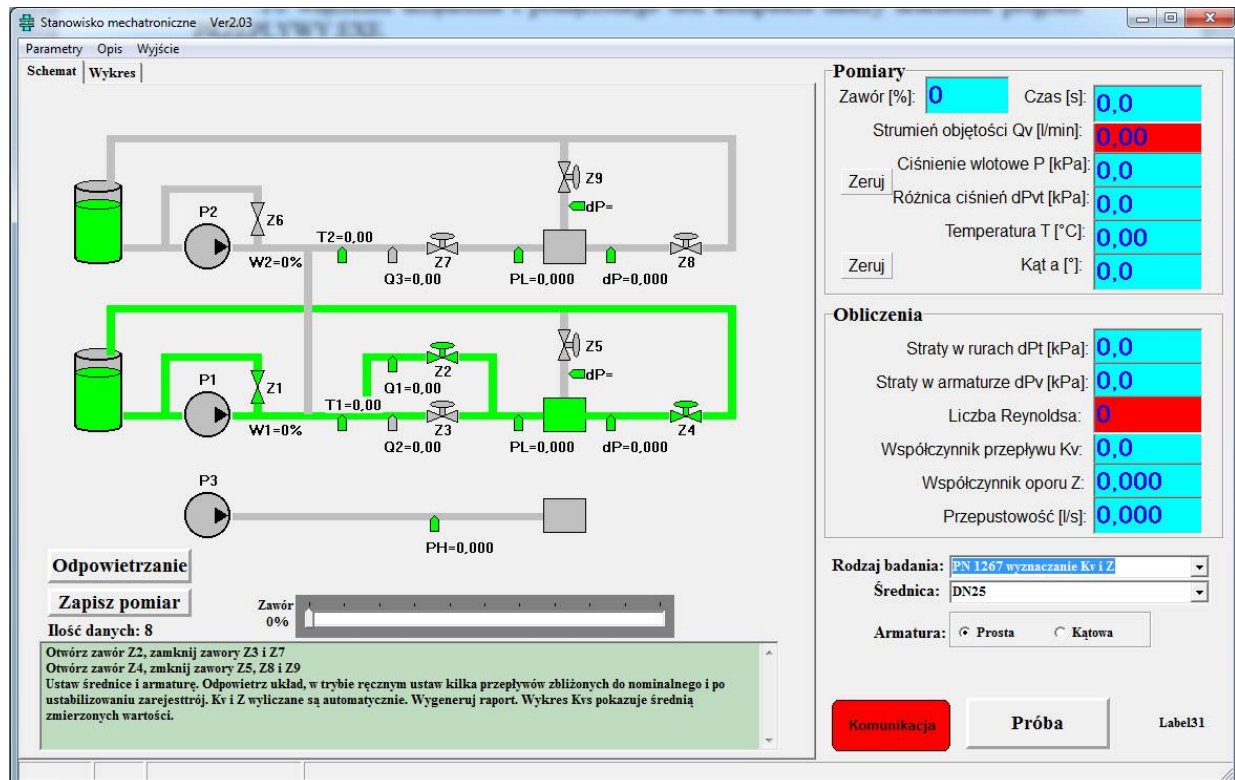 Stanowisko mechatroniczne Ver2.03
Parametry Opis Wyjście
Schemat Wykres
P2
Z6
W2=0%
T2=0,00
Q3=0,00
Z7
Z9
dP=
PL=0,000
dP=0,000
Z8
P1
Z1
W1=0%
T1=0,00
Q1=0,00
Z2
Q2=0,00
Z3
Z5
dP=
PL=0,000
dP=0,000
Z4
P3
PH=0,000
Odpowietrzanie
Zapisz pomiar
Ilość danych: 8
Zawór
0%
Otwórz zawór Z2, zamknij zawory Z3 i Z7
Otwórz zawór Z4, zmknij zawory Z5, Z8 i Z9
Ustaw średnice i armaturę. Odpowietrz układ, w trybie ręcznym ustaw kilka przepływów zbliżonych do nominalnego i po
ustabilizowaniu zarejesttrój. Kv i Z wyliczane są automatycznie. Wygeneruj raport. Wykres Kvs pokazuje średnią
zmierzonych wartości.
Pomiary
Zawór [%]: 0 Czas [s]: 0,0
Strumień objętości Qv [l/min]: 0,00
Ciśnienie wlotowe P [kPa]: 0,0
Zeruj
Różnica ciśnień dPvt [kPa]: 0,0
Temperatura T [°C]: 0,00
Zeruj Kąt a [°]: 0,0
Obliczenia
Straty w rurach dPt [kPa]: 0,0
Straty w armaturze dPv [kPa]: 0,0
Liczba Reynoldsa: 0
Współczynnik przepływu Kv: 0,0
Współczynnik oporu Z: 0,000
Przepustowość [l/s]: 0,000
Rodzaj badania: PN 1267 wyznaczanie Kv i Z
Średnica: DN25
Armatura: Prosta Kątowa
Komunikacja Próba Label31